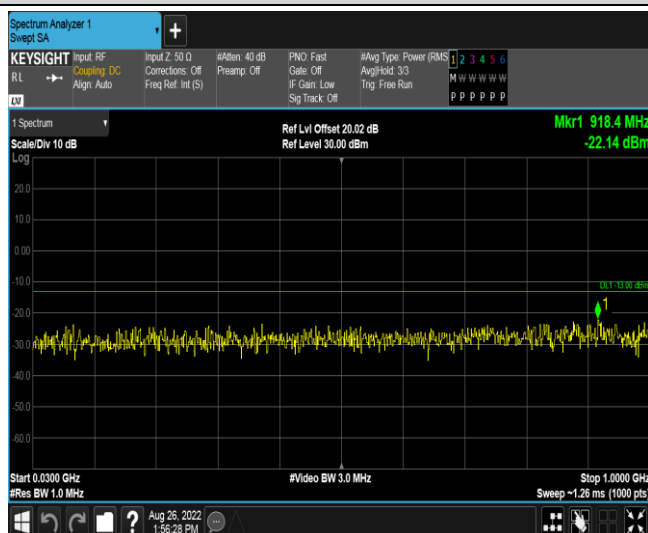 Spectrum Analyzer 1
Swept SA
+
KEYSIGHT
RL
LXI
Input: RF
Coupling: DC
Align: Auto
Input Z: 50 Ω
Corrections: Off
Freq Ref: Int (S)
#Atten: 40 dB
Preamp: Off
PNO: Fast
Gate: Off
IF Gain: Low
Sig Track: Off
#Avg Type: Power (RMS
Avg|Hold: 3/3
Trig: Free Run
1 2 3 4 5 6
M W W W W W
P P P P P P
1 Spectrum
Scale/Div 10 dB
Log
Ref Lvl Offset 20.02 dB
Ref Level 30.00 dBm
Mkr1 918.4 MHz
-22.14 dBm
20.0
10.0
0.00
-10.0
DL1 -13.00 dBm
1
-20.0
-30.0
-40.0
-50.0
-60.0
Start 0.0300 GHz
#Res BW 1.0 MHz
#Video BW 3.0 MHz
Stop 1.0000 GHz
Sweep ~1.26 ms (1000 pts)
?
Aug 26, 2022
1:56:28 PM